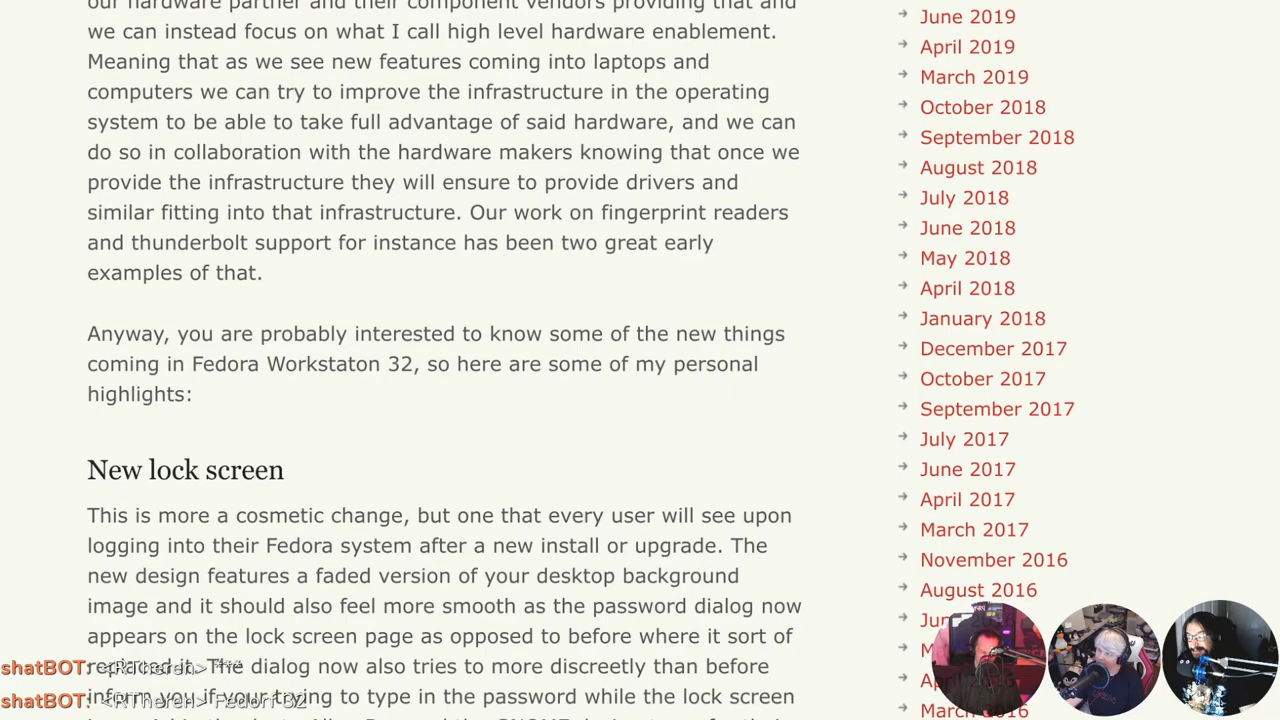 our hardware partner and their component vendors providing that and
we can instead focus on what I call high level hardware enablement.
Meaning that as we see new features coming into laptops and
computers we can try to improve the infrastructure in the operating
system to be able to take full advantage of said hardware, and we can
do so in collaboration with the hardware makers knowing that once we
provide the infrastructure they will ensure to provide drivers and
similar fitting into that infrastructure. Our work on fingerprint readers
and thunderbolt support for instance has been two great early
examples of that.
Anyway, you are probably interested to know some of the new things
coming in Fedora Workstaton 32, so here are some of my personal
highlights:
New lock screen
This is more a cosmetic change, but one that every user will see upon
logging into their Fedora system after a new install or upgrade. The
new design features a faded version of your desktop background
image and it should also feel more smooth as the password dialog now
appears on the lock screen page as opposed to before where it sort of
The dialog now also tries to more discreetly than before
inform you if your trying to type in the password while the lock screen
shatBOT: <RTheren> ^^^
shatBOT: <RTheren> Fedorf 32
June 2019
April 2019
March 2019
October 2018
September 2018
August 2018
July 2018
June 2018
May 2018
April 2018
January 2018
December 2017
October 2017
September 2017
July 2017
June 2017
April 2017
March 2017
November 2016
August 2016
March 2016